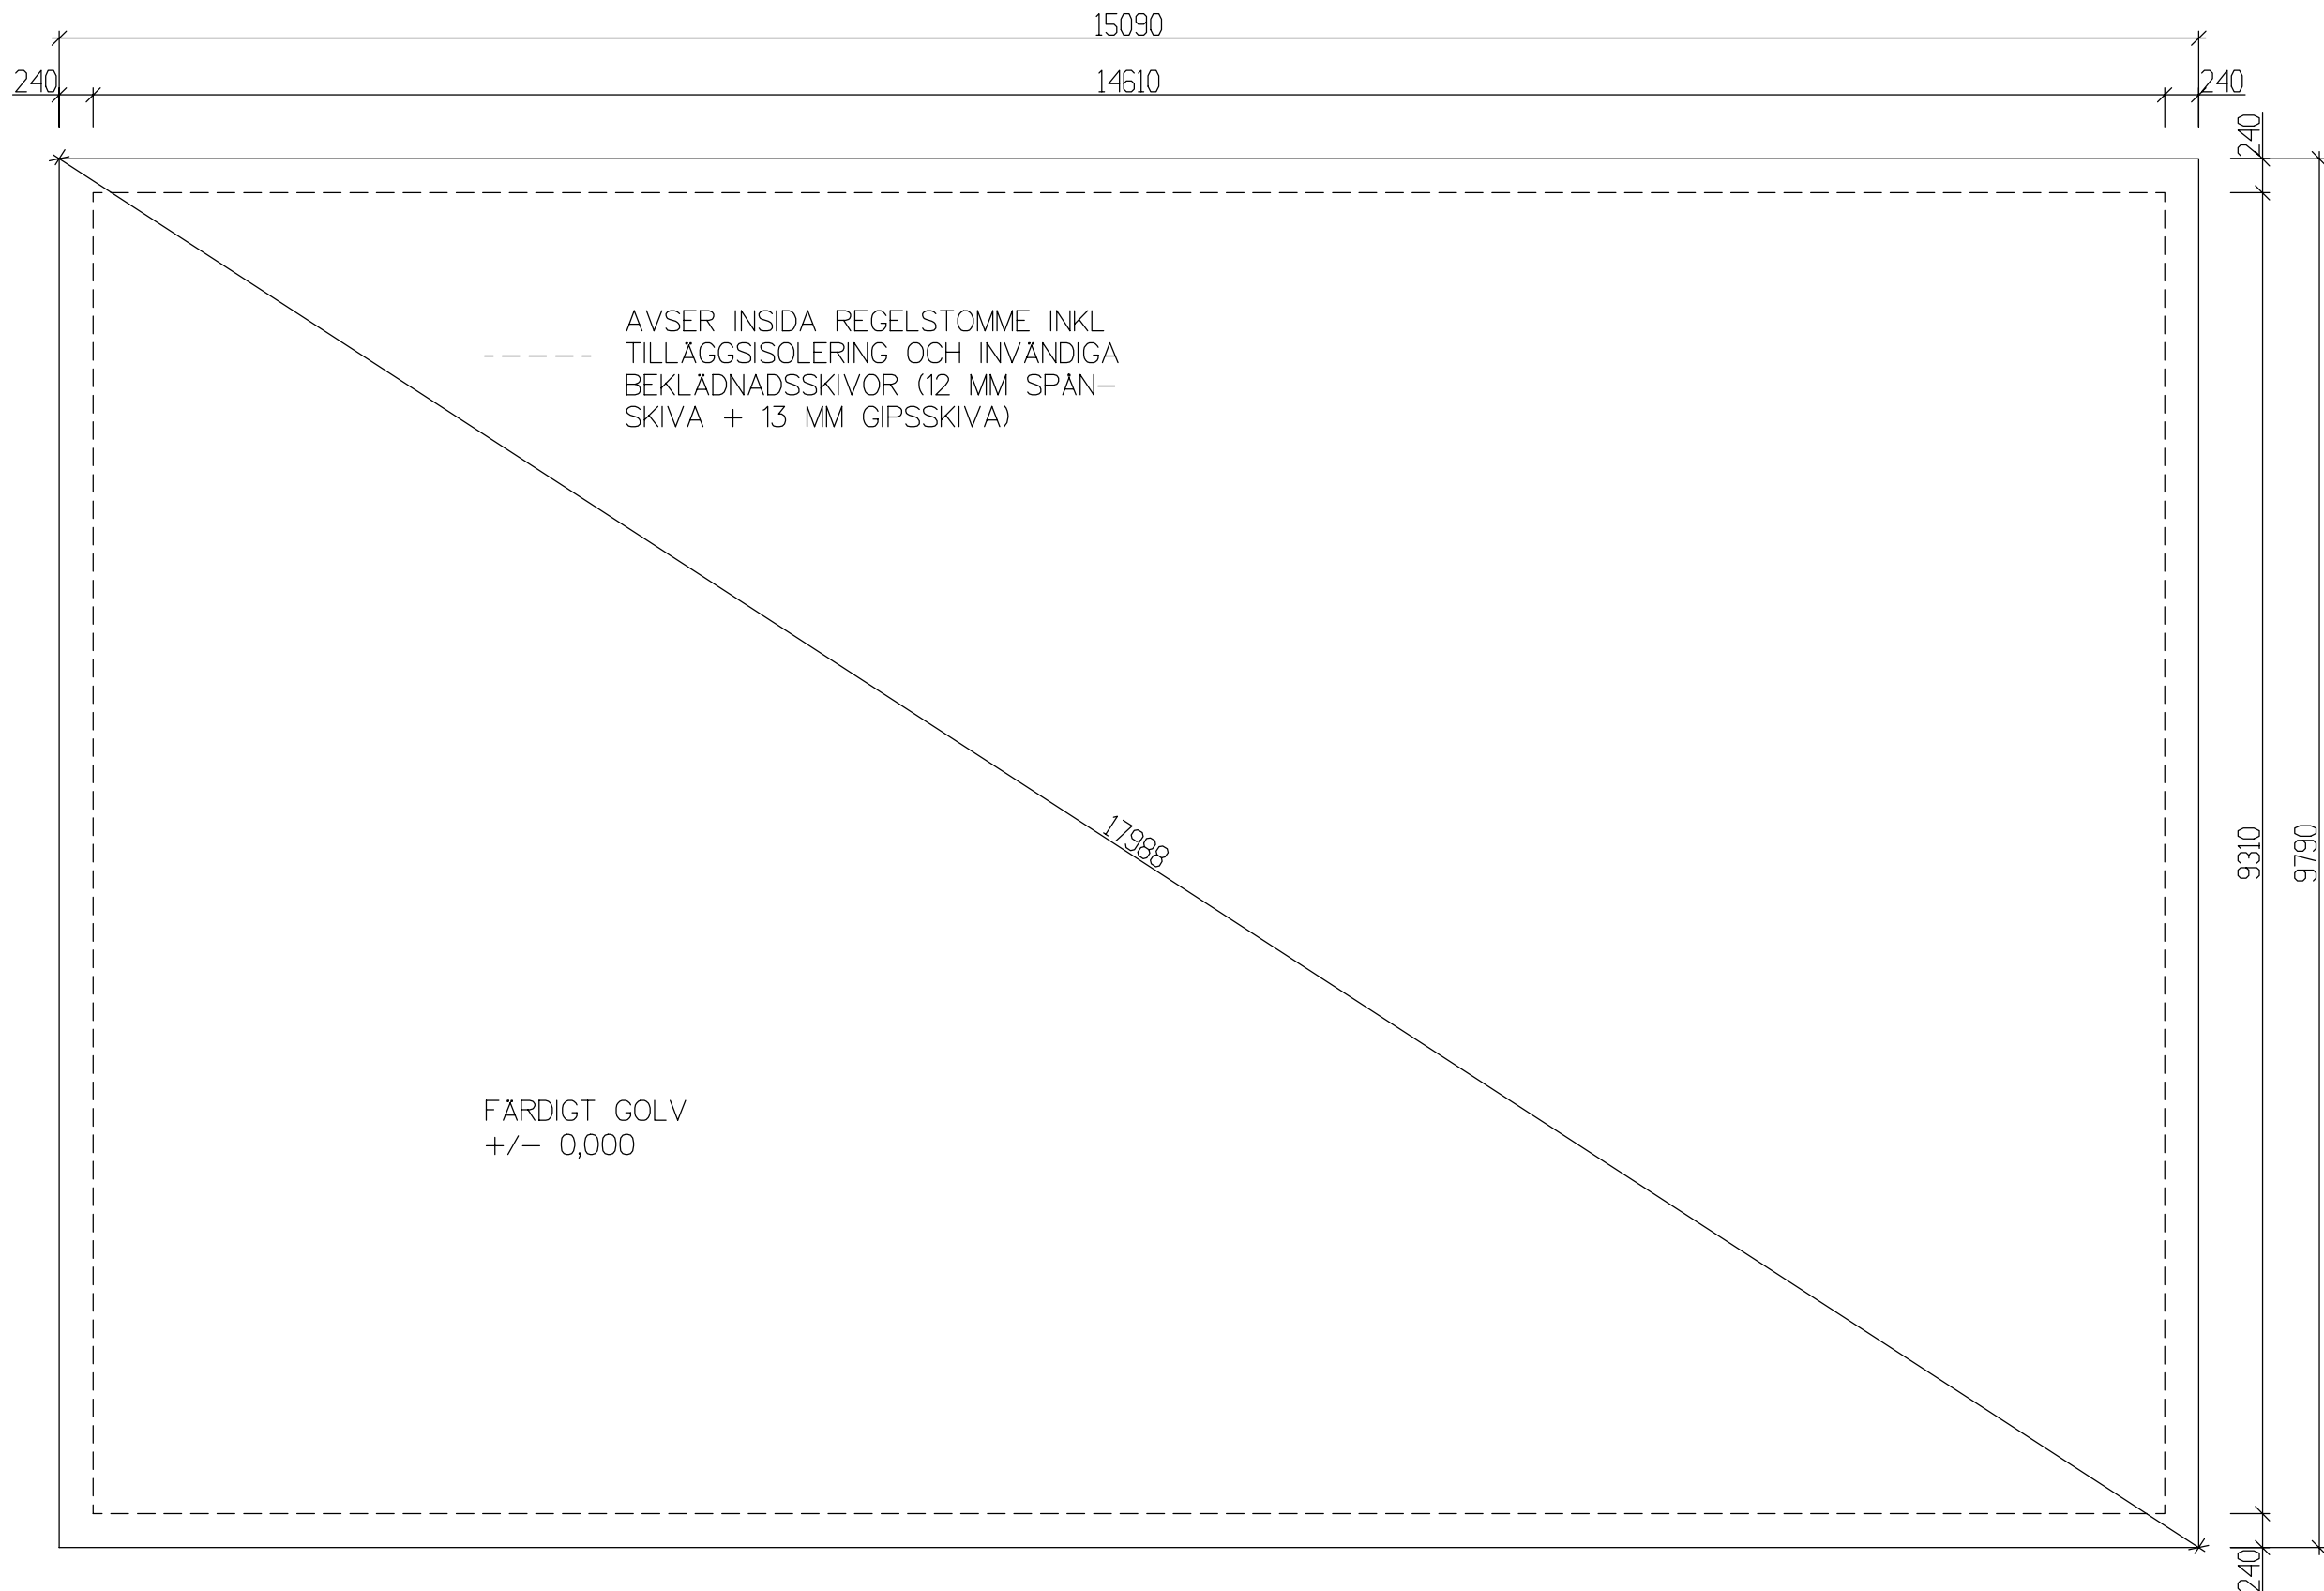 15090
240
14610
240
240
AVSER INSIDA REGELSTOMME INKL
TILLÄGGSISOLERING OCH INVÄNDIGA
BEKLÄDNADSSKIVOR (12 MM SPÅN-
SKIVA + 13 MM GIPSSKIVA)
17988
9310
9790
FÄRDIGT GOLV
+/- 0,000
240